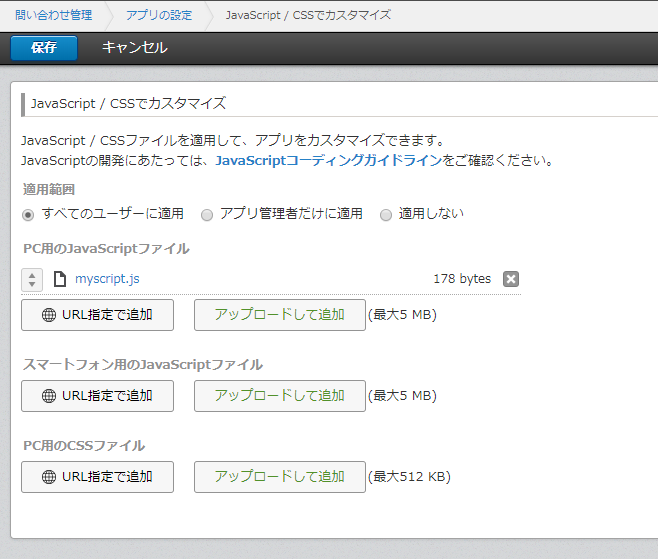 問い合わせ管理 アプリの設定 JavaScript / CSSでカスタマイズ
保存 キャンセル
JavaScript / CSSでカスタマイズ
JavaScript / CSSファイルを適用して、アプリをカスタマイズできます。
JavaScriptの開発にあたっては、JavaScriptコーディングガイドラインをご確認ください。
適用範囲
すべてのユーザーに適用 アプリ管理者だけに適用 適用しない
PC用のJavaScriptファイル
myscript.js 178 bytes
URL指定で追加 アップロードして追加 (最大5 MB)
スマートフォン用のJavaScriptファイル
URL指定で追加 アップロードして追加 (最大5 MB)
PC用のCSSファイル
URL指定で追加 アップロードして追加 (最大512 KB)